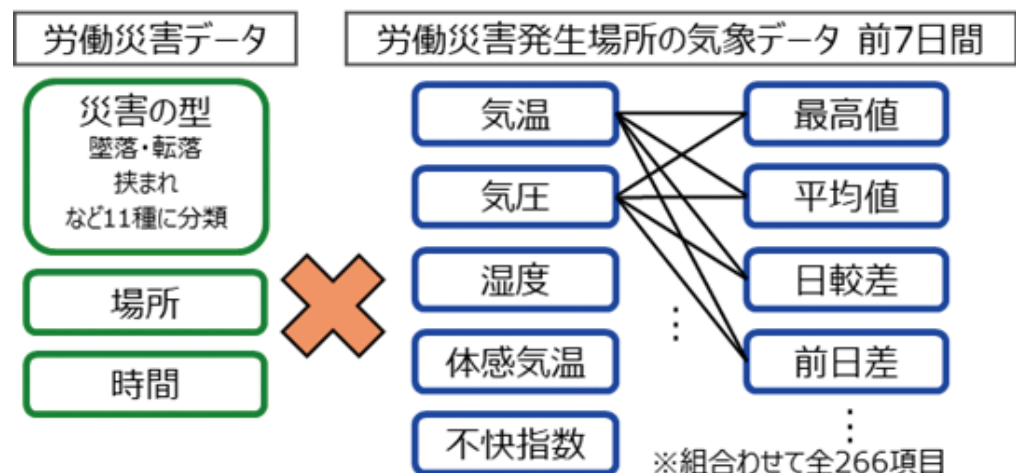 労働災害データ
災害の型
墜落・転落
挟まれ
など11種に分類
場所
時間
労働災害発生場所の気象データ 前7日間
気温
気圧
湿度
体感気温
不快指数
⋮
最高値
平均値
日較差
前日差
⋮
※組合わせて全266項目